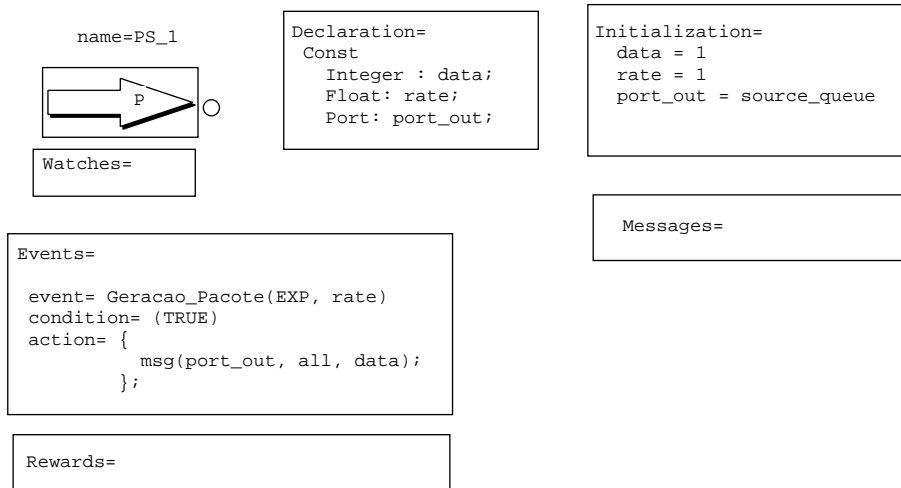 name=PS_1
P
Watches=
Declaration=
Const
Integer : data;
Float: rate;
Port: port_out;
Initialization=
data = 1
rate = 1
port_out = source_queue
Messages=
Events=
event= Geracao_Pacote(EXP, rate)
condition= (TRUE)
action= {
msg(port_out, all, data);
};
Rewards=